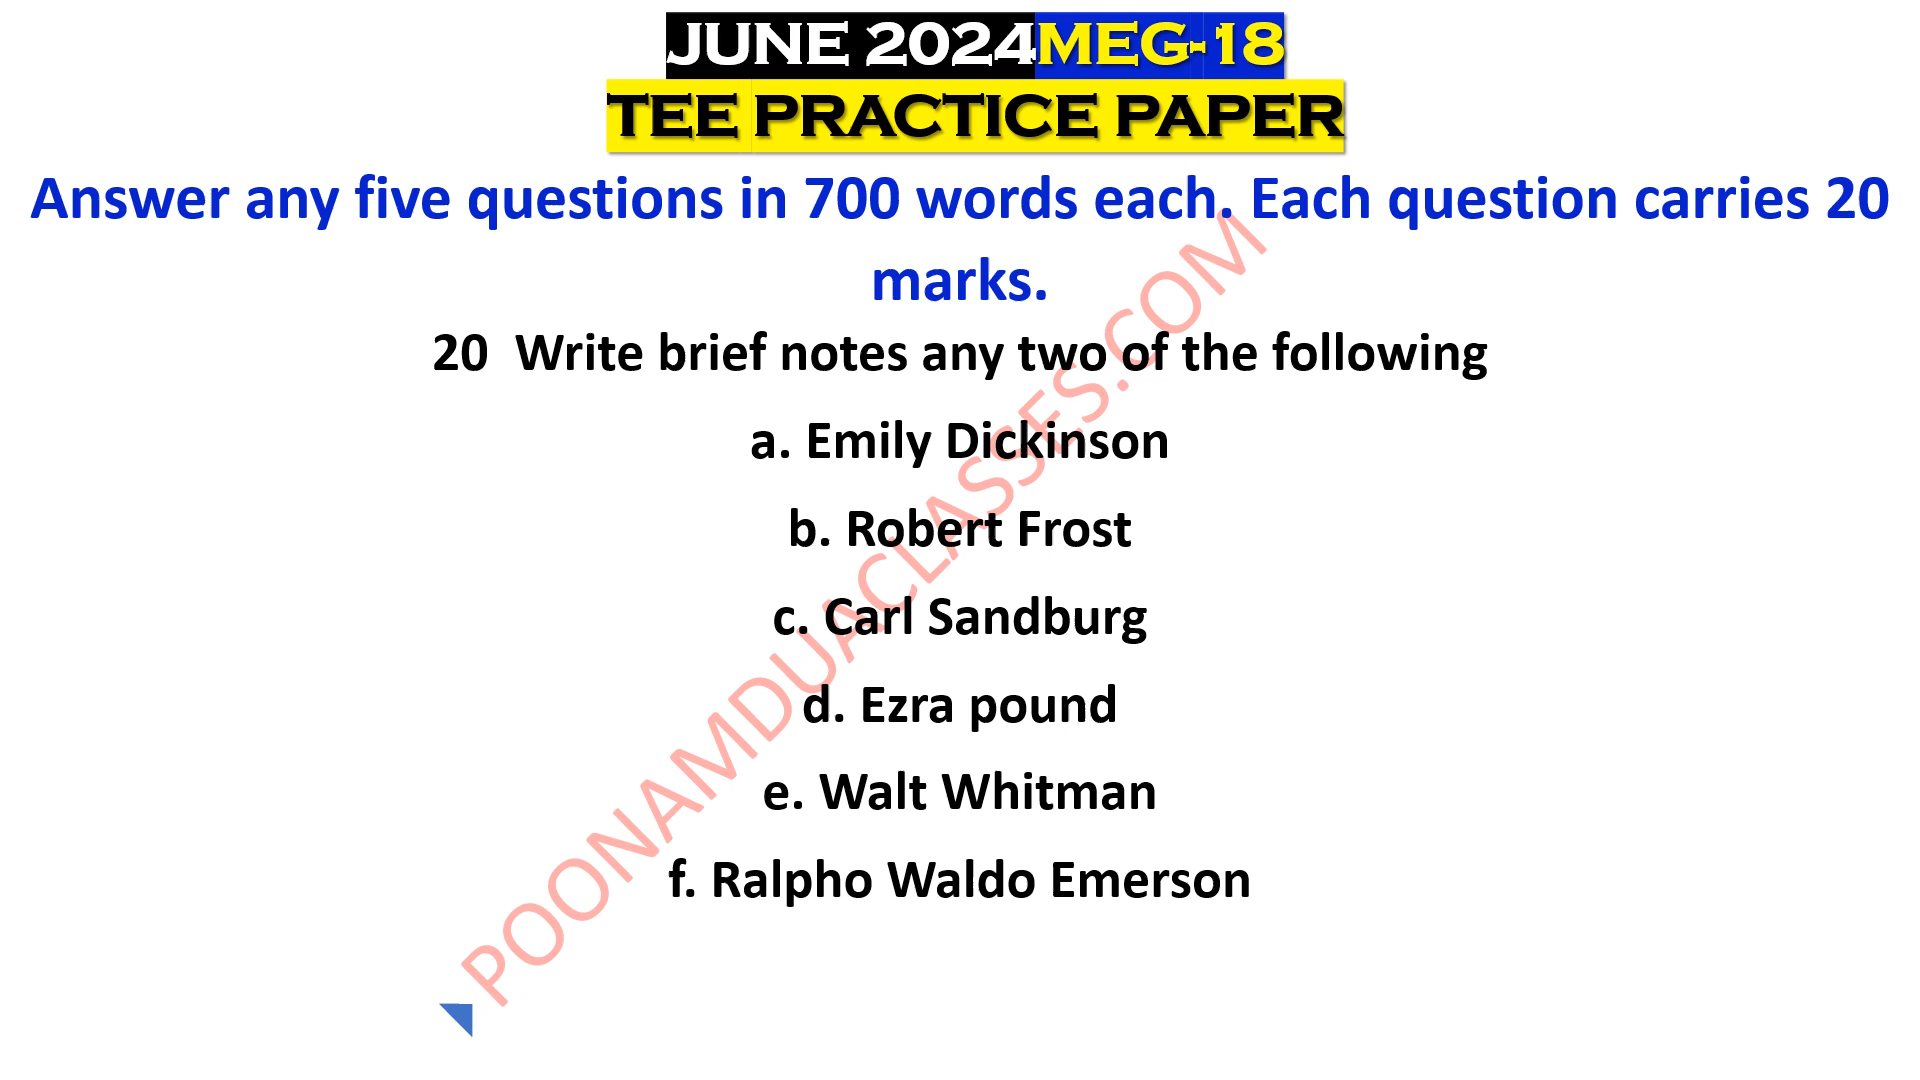 JUNE 2024MEG-18
TEE PRACTICE PAPER
Answer any five questions in 700 words each. Each question carries 20
marks.
20 Write brief notes any two of the following
a. Emily Dickinson
b. Robert Frost
c. Carl Sandburg
d. Ezra pound
e. Walt Whitman
f. Ralpho Waldo Emerson
POONAMDUACLASSES.COM